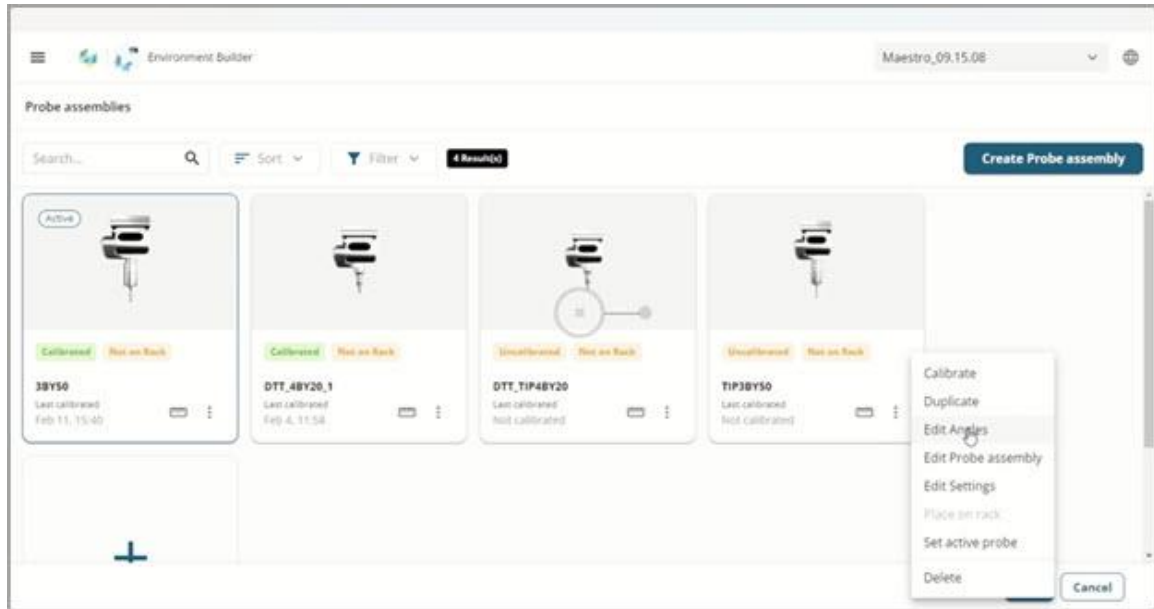 Environment Builder
Maestro_09.15.08
Probe assemblies
Search...
Sort
Filter
4 Result(s)
Create Probe assembly
Active
Calibrated Not on Rack
3BY50
Last calibrated
Feb 11, 15:40
Calibrated Not on Rack
DTT_4BY20_1
Last calibrated
Feb 4, 11:54
Uncalibrated Not on Rack
DTT_TIP4BY20
Last calibrated
Not calibrated
Uncalibrated Not on Rack
TIP3BY50
Last calibrated
Not calibrated
Calibrate
Duplicate
Edit Angles
Edit Probe assembly
Edit Settings
Place on rack
Set active probe
Delete
Cancel